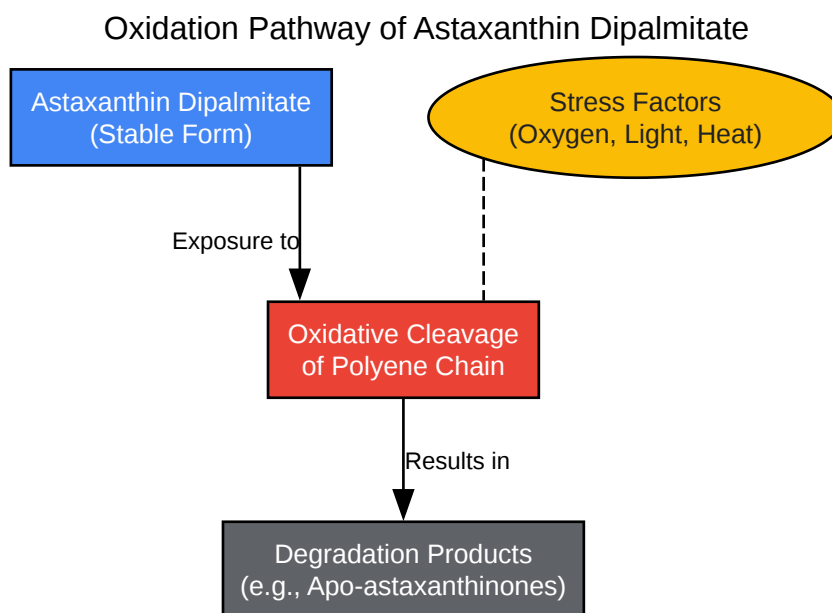 Oxidation Pathway of Astaxanthin Dipalmitate
Astaxanthin Dipalmitate
(Stable Form)
Stress Factors
(Oxygen, Light, Heat)
Exposure to
Oxidative Cleavage
of Polyene Chain
Results in
Degradation Products
(e.g., Apo-astaxanthinones)